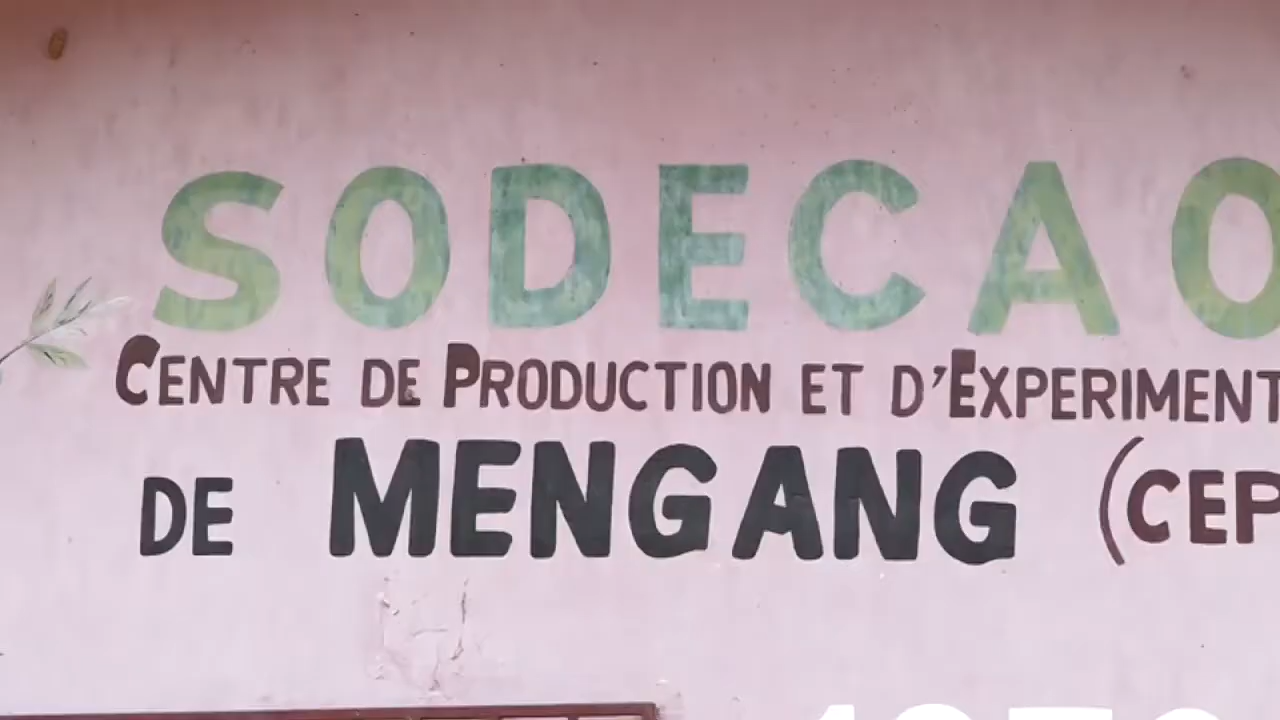 SODECAO
CENTRE DE PRODUCTION ET D'EXPERIMENT
DE MENGANG (CEP